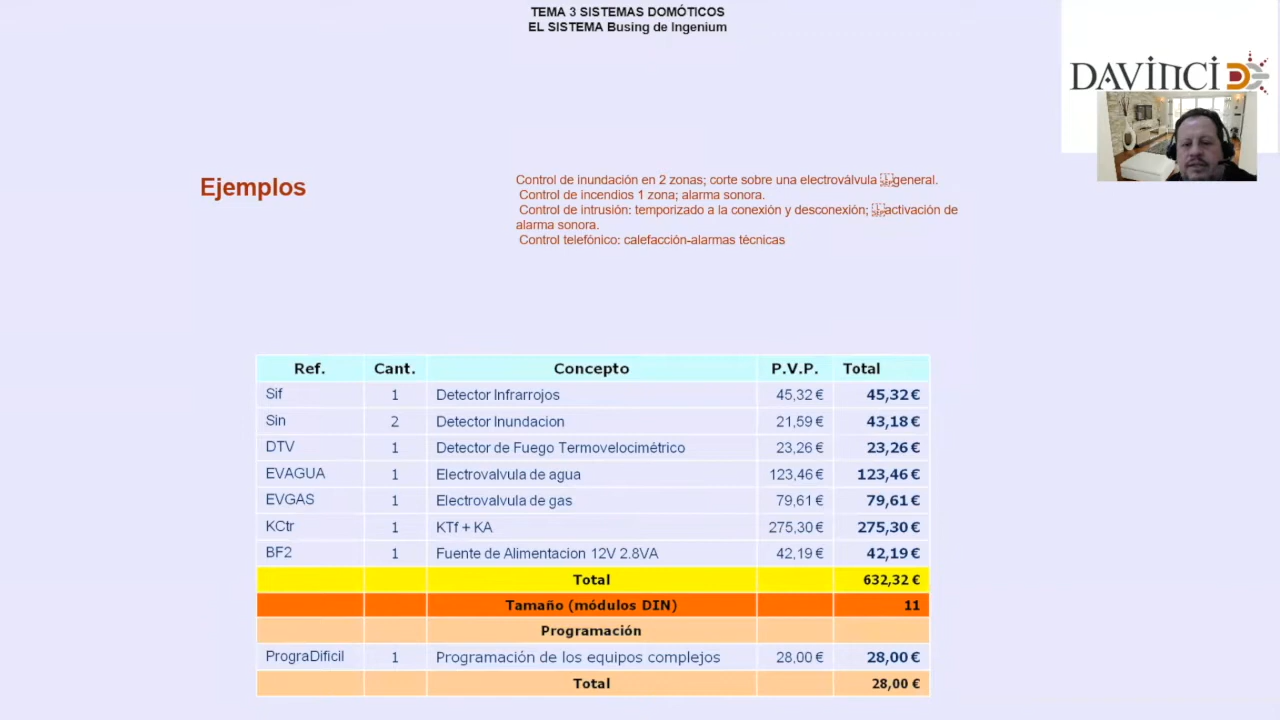 TEMA 3 SISTEMAS DOMÓTICOS
EL SISTEMA Busing de Ingenium
DAVINCI
Ejemplos
Control de inundación en 2 zonas; corte sobre una electroválvula general.
Control de incendios 1 zona; alarma sonora.
Control de intrusión: temporizado a la conexión y desconexión; activación de
alarma sonora.
Control telefónico: calefacción-alarmas técnicas
Ref. Cant. Concepto P.V.P. Total
Sif 1 Detector Infrarrojos 45,32 € 45,32 €
Sin 2 Detector Inundacion 21,59 € 43,18 €
DTV 1 Detector de Fuego Termovelocimétrico 23,26 € 23,26 €
EVAGUA 1 Electrovalvula de agua 123,46 € 123,46 €
EVGAS 1 Electrovalvula de gas 79,61 € 79,61 €
KCtr 1 KTf + KA 275,30 € 275,30 €
BF2 1 Fuente de Alimentacion 12V 2.8VA 42,19 € 42,19 €
Total 632,32 €
Tamaño (módulos DIN) 11
Programación
PrograDificil 1 Programación de los equipos complejos 28,00 € 28,00 €
Total 28,00 €